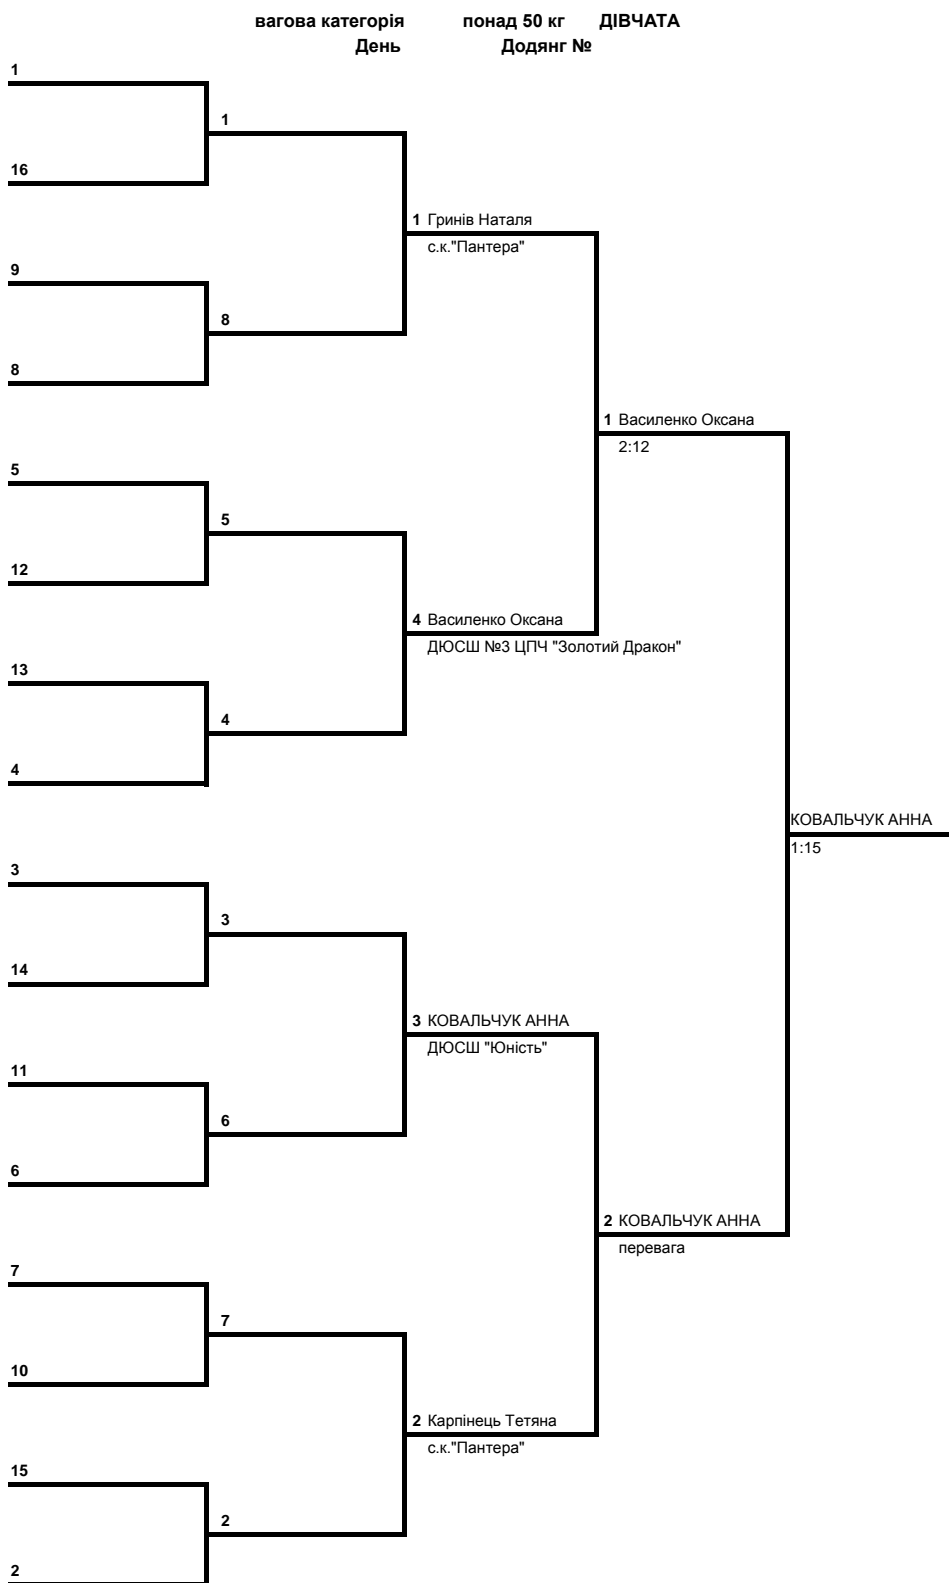 вагова категорія понад 50 кг ДІВЧАТА
День Додянг №
1
1
16
1 Гринів Наталя
с.к."Пантера"
9
8
8
1 Василенко Оксана
2:12
5
5
12
4 Василенко Оксана
ДЮСШ №3 ЦПЧ "Золотий Дракон"
13
4
4
КОВАЛЬЧУК АННА
1:15
3
3
14
3 КОВАЛЬЧУК АННА
ДЮСШ "Юність"
11
6
6
2 КОВАЛЬЧУК АННА
перевага
7
7
10
2 Карпінець Тетяна
с.к."Пантера"
15
2
2